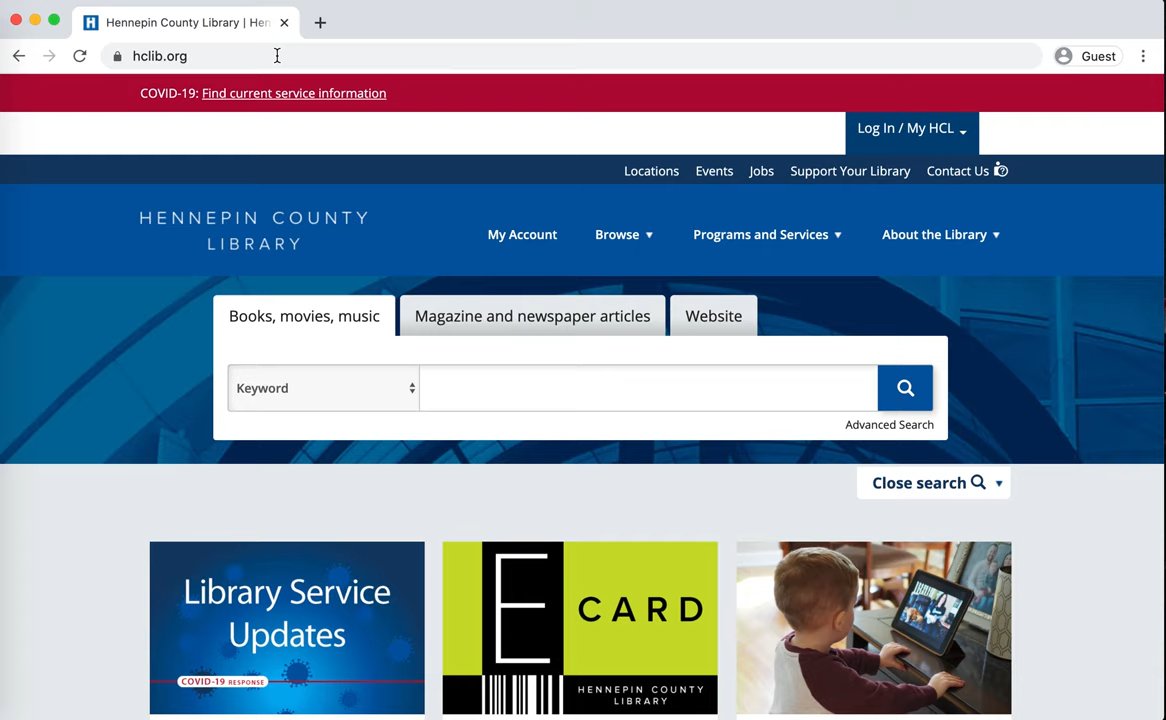 Hennepin County Library | Hen
hclib.org
Guest
COVID-19: Find current service information
Log In / My HCL
Locations Events Jobs Support Your Library Contact Us
HENNEPIN COUNTY
LIBRARY
My Account Browse Programs and Services About the Library
Books, movies, music Magazine and newspaper articles Website
Keyword
Advanced Search
Close search
Library Service
Updates
COVID-19 RESPONSE
E CARD
HENNEPIN COUNTY
LIBRARY